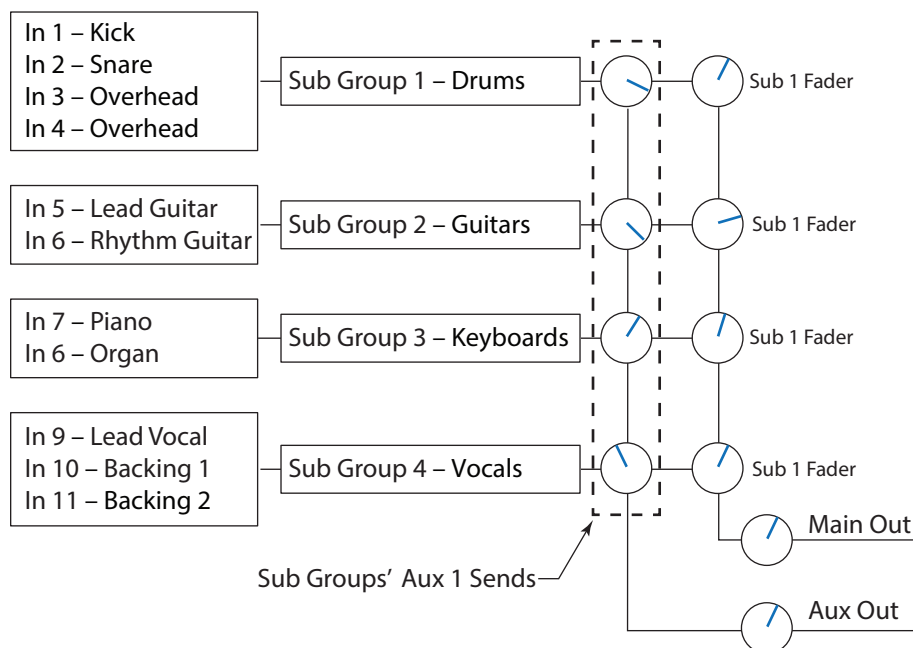 In 1 – Kick
In 2 – Snare
In 3 – Overhead
In 4 – Overhead
Sub Group 1 – Drums
Sub 1 Fader
In 5 – Lead Guitar
In 6 – Rhythm Guitar
Sub Group 2 – Guitars
Sub 1 Fader
In 7 – Piano
In 6 – Organ
Sub Group 3 – Keyboards
Sub 1 Fader
In 9 – Lead Vocal
In 10 – Backing 1
In 11 – Backing 2
Sub Group 4 – Vocals
Sub 1 Fader
Main Out
Sub Groups’ Aux 1 Sends
Aux Out